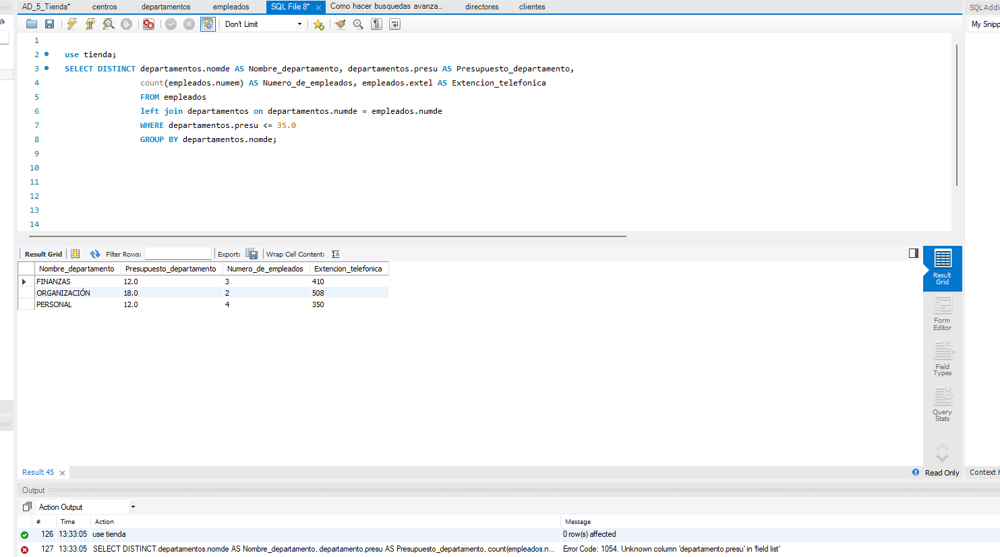 AD_5_Tienda* centros departamentos empleados SQL File 8* Como hacer busquedas avanza... directores clientes SQLAddi
Don't Limit My Snipp
1
2 use tienda;
3 SELECT DISTINCT departamentos.nomde AS Nombre_departamento, departamentos.presu AS Presupuesto_departamento,
4 count(empleados.numem) AS Numero_de_empleados, empleados.extel AS Extencion_telefonica
5 FROM empleados
6 left join departamentos on departamentos.numde = empleados.numde
7 WHERE departamentos.presu <= 35.0
8 GROUP BY departamentos.nomde;
9
10
11
12
13
14
Result Grid Filter Rows: Export: Wrap Cell Content:
Nombre_departamento Presupuesto_departamento Numero_de_empleados Extencion_telefonica
FINANZAS 12.0 3 410
ORGANIZACIÓN 18.0 2 508
PERSONAL 12.0 4 350
Result
Grid
Form
Editor
Field
Types
Query
Stats
Result 45 Read Only Context H
Output
Action Output
# Time Action Message
126 13:33:05 use tienda 0 row(s) affected
127 13:33:05 SELECT DISTINCT departamentos.nomde AS Nombre_departamento, departamento.presu AS Presupuesto_departamento, count(empleados.n... Error Code: 1054. Unknown column 'departamento.presu' in 'field list'